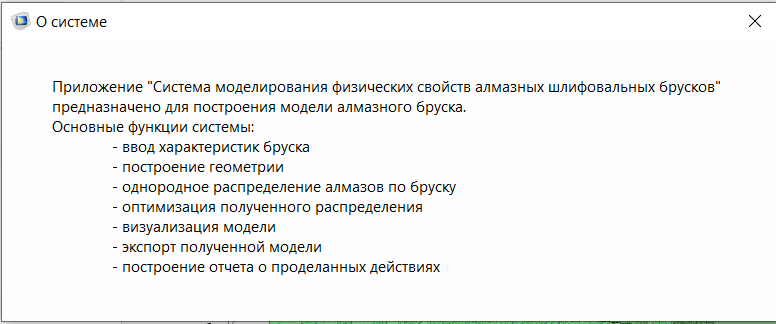 О системе
Приложение "Система моделирования физических свойств алмазных шлифовальных брусков"
предназначено для построения модели алмазного бруска.
Основные функции системы:
- ввод характеристик бруска
- построение геометрии
- однородное распределение алмазов по бруску
- оптимизация полученного распределения
- визуализация модели
- экспорт полученной модели
- построение отчета о проделанных действиях